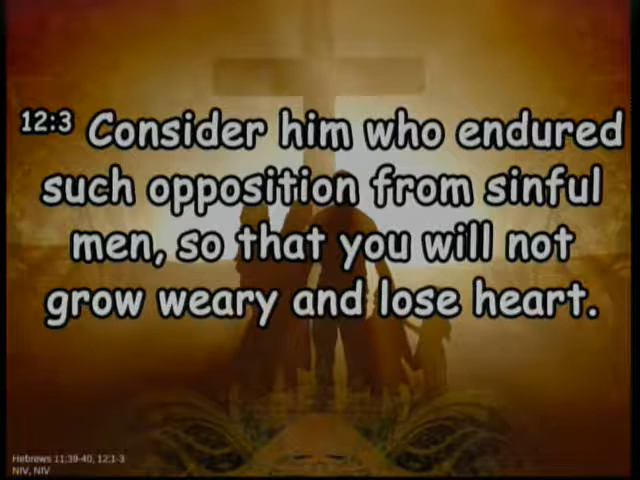 12:3 Consider him who endured
such opposition from sinful
men, so that you will not
grow weary and lose heart.
Hebrews 11:39-40, 12:1-3
NIV, NIV